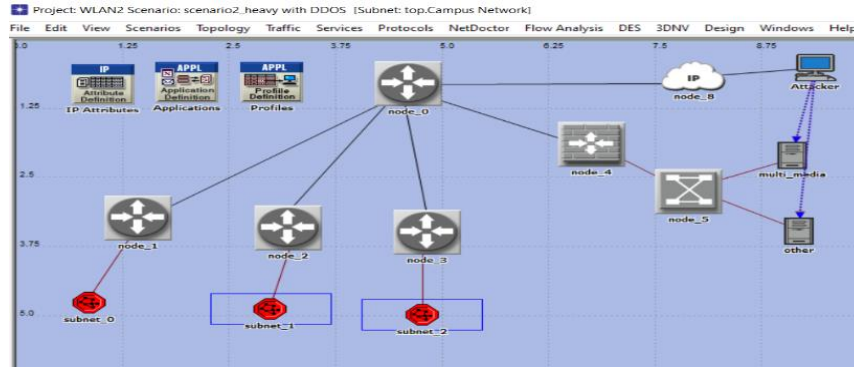 Project: WLAN2 Scenario: scenario2_heavy with DDOS [Subnet: top.Campus Network]
File Edit View Scenarios Topology Traffic Services Protocols NetDoctor Flow Analysis DES 3DNV Design Windows Help
0.0 1.25 2.5 3.75 5.0 6.25 7.5 8.75
IP APPL APPL
Attribute Definition Application Definition Profile Definition
IP Attributes Applications Profiles
node_0
IP
node_8
Attacker
1.25
node_4
multi_media
2.5
node_5
node_1
node_2
node_3
other
3.75
5.0
subnet_0
subnet_1
subnet_2